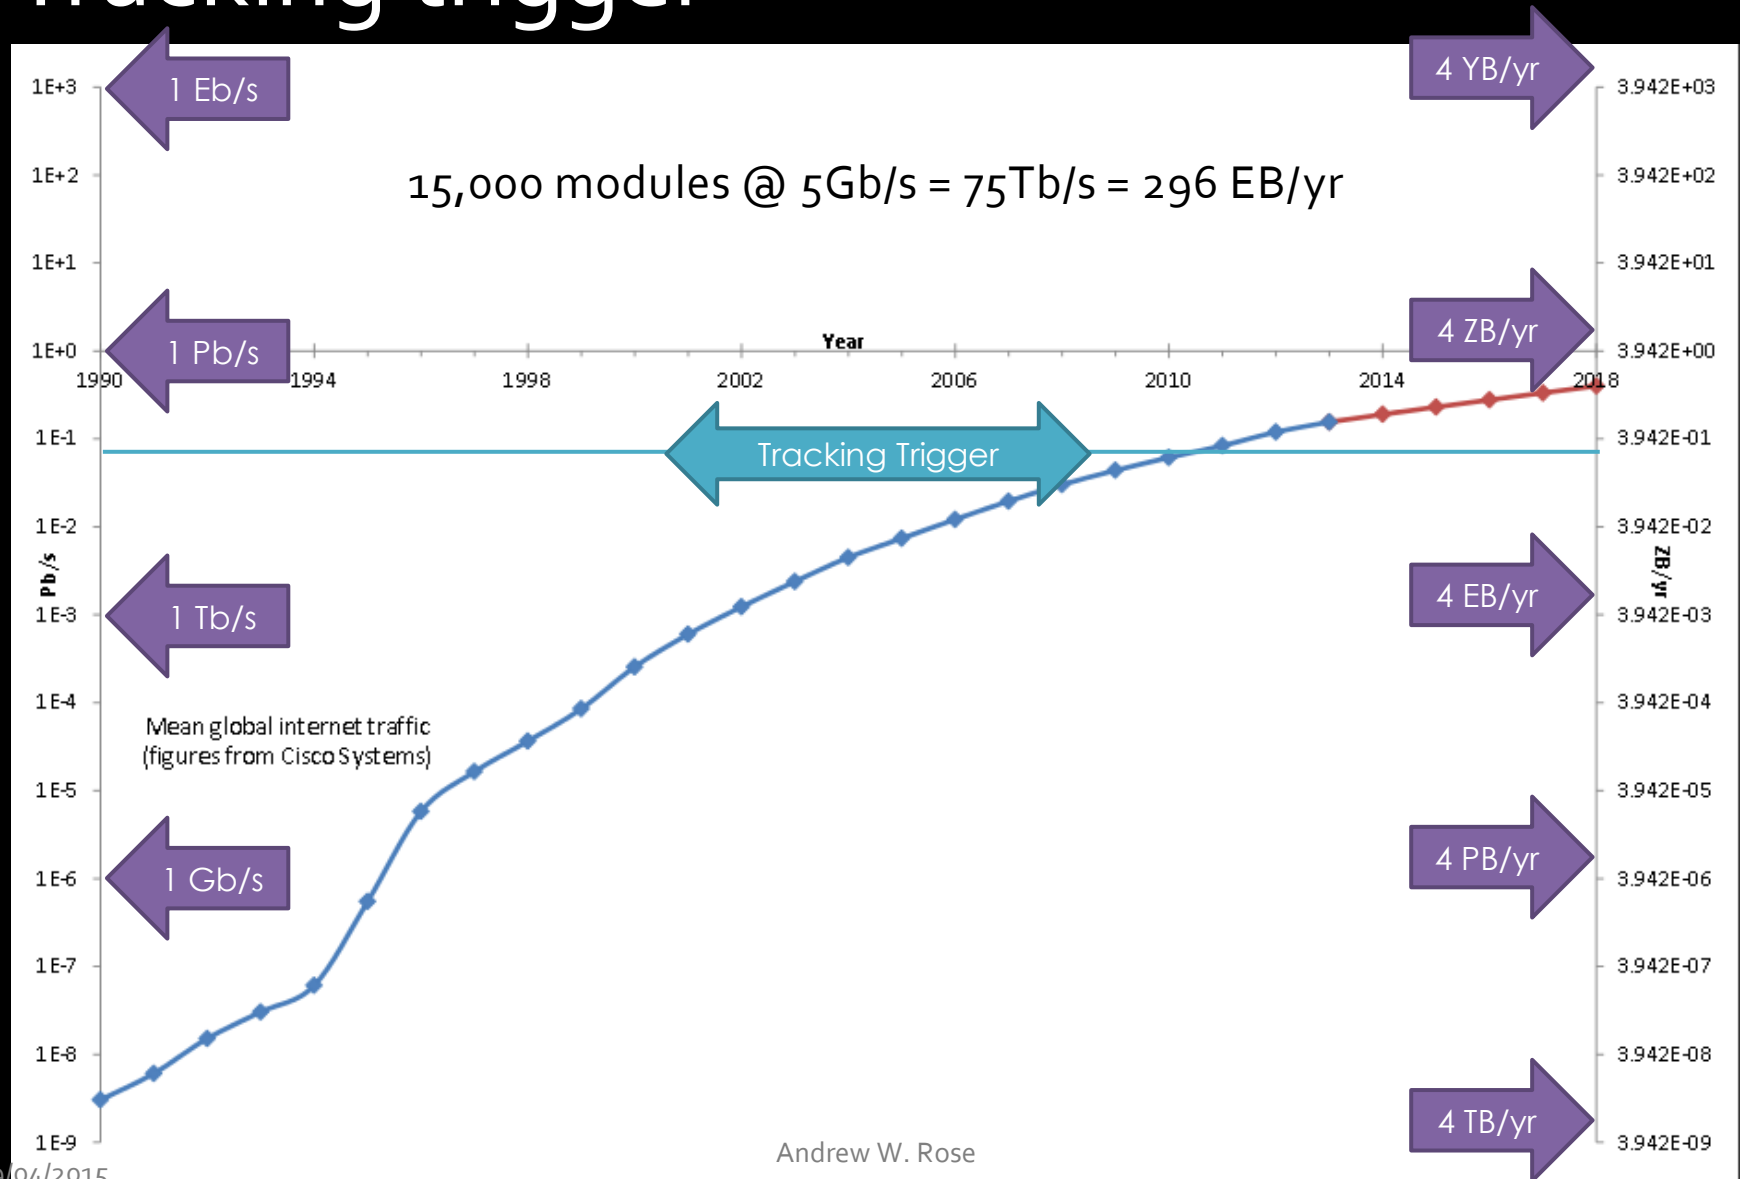 Tracking trigger
1 Eb/s
4 YB/yr
1E+3
3.942E+03
15,000 modules @ 5Gb/s = 75Tb/s = 296 EB/yr
1E+2
3.942E+02
1E+1
3.942E+01
Year
1 Pb/s
4 ZB/yr
1E+0
3.942E+00
1990
1994
1998
2002
2006
2010
2014
2018
1E-1
3.942E-01
Tracking Trigger
1E-2
3.942E-02
Pb/s
ZB/yr
1 Tb/s
4 EB/yr
1E-3
3.942E-03
1E-4
3.942E-04
Mean global internet traffic
(figures from Cisco Systems)
1E-5
3.942E-05
1 Gb/s
4 PB/yr
1E-6
3.942E-06
1E-7
3.942E-07
1E-8
3.942E-08
4 TB/yr
1E-9
3.942E-09
Andrew W. Rose
/04/2015